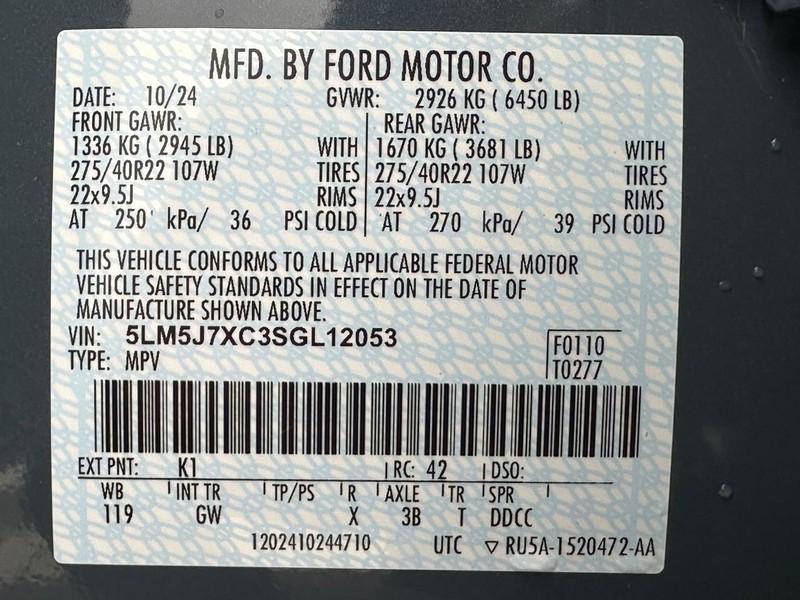 MFD. BY FORD MOTOR CO.
DATE: 10/24 GVWR: 2926 KG ( 6450 LB)
FRONT GAWR: REAR GAWR:
1336 KG ( 2945 LB) WITH 1670 KG ( 3681 LB) WITH
275/40R22 107W TIRES 275/40R22 107W TIRES
22x9.5J RIMS 22x9.5J RIMS
AT 250 kPa/ 36 PSI COLD AT 270 kPa/ 39 PSI COLD
THIS VEHICLE CONFORMS TO ALL APPLICABLE FEDERAL MOTOR
VEHICLE SAFETY STANDARDS IN EFFECT ON THE DATE OF
MANUFACTURE SHOWN ABOVE.
VIN: 5LM5J7XC3SGL12053 F0110
TYPE: MPV T0277
EXT PNT: K1 RC: 42 DSO:
WB INT TR TP/PS R AXLE TR SPR
119 GW X 3B T DDCC
1202410244710 UTC ▽ RU5A-1520472-AA